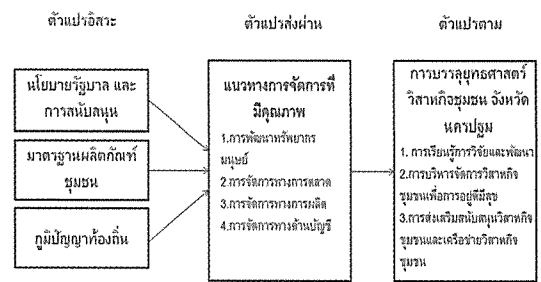 ตัวแปรอิสระ
ตัวแปรส่งผ่าน
ตัวแปรตาม
นโยบายรัฐบาล และ
การสนับสนุน
มาตรฐานผลิตภัณฑ์
ชุมชน
ภูมิปัญญาท้องถิ่น
แนวทางการจัดการที่
มีคุณภาพ
1.การพัฒนาทรัพยากร
มนุษย์
2.การจัดการทางการตลาด
3.การจัดการทางการผลิต
4.การจัดการทางด้านบัญชี
การบรรลุยุทธศาสตร์
วิสาหกิจชุมชน จังหวัด
นครปฐม
1. การเรียนรู้การวิจัยและพัฒนา
2.การบริหารจัดการวิสาหกิจ
ชุมชนเพื่อการอยู่ดีมีสุข
3.การส่งเสริมสนับสนุนวิสาหกิจ
ชุมชนและเครือข่ายวิสาหกิจ
ชุมชน